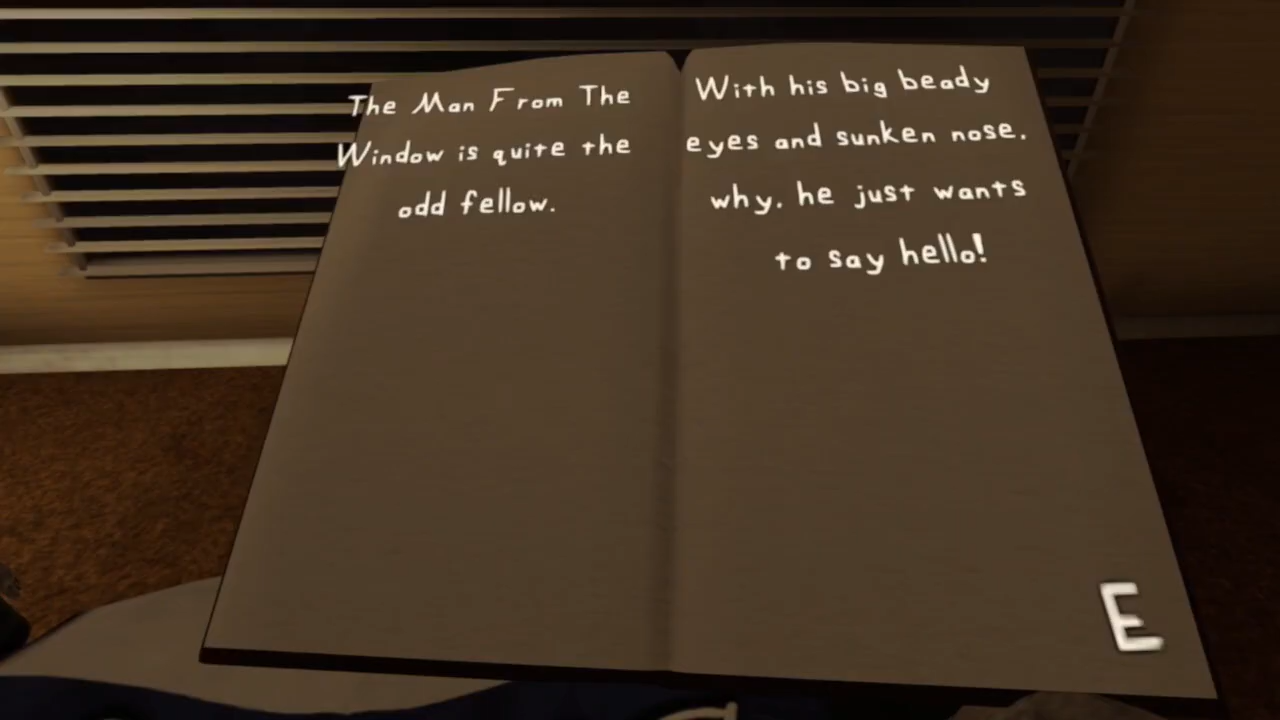 The Man From The
Window is quite the
odd fellow.
With his big beady
eyes and sunken nose,
why, he just wants
to say hello!
E